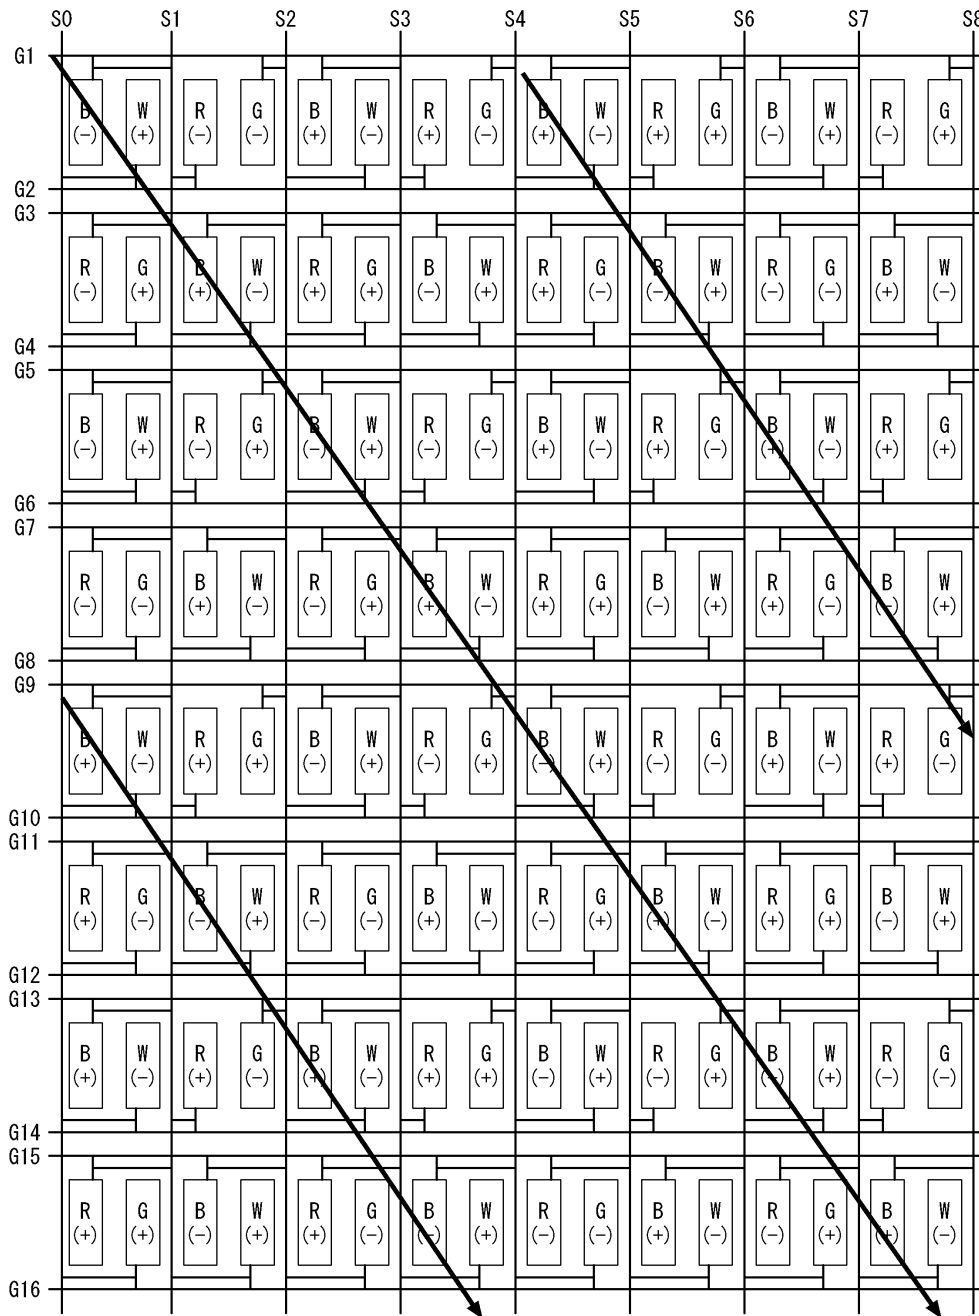 S0 S1 S2 S3 S4 S5 S6 S7 S8
G1
B W R G B W R G B W R G B W R G
(-) (+) (-) (-) (+) (-) (+) (-) (+) (-) (+) (+) (-) (+) (-) (+)
G2
G3
R G B W R G B W R G B W R G B W
(-) (+) (+) (-) (+) (+) (-) (+) (+) (-) (-) (+) (-) (-) (+) (-)
G4
G5
B W R G B W R G B W R G B W R G
(-) (+) (-) (+) (-) (+) (-) (-) (+) (-) (+) (-) (+) (-) (+) (+)
G6
G7
R G B W R G B W R G B W R G B W
(-) (-) (+) (-) (-) (+) (+) (-) (+) (+) (-) (+) (+) (-) (-) (+)
G8
G9
B W R G B W R G B W R G B W R G
(+) (-) (+) (+) (-) (+) (-) (+) (-) (+) (-) (-) (+) (-) (+) (-)
G10
G11
R G B W R G B W R G B W R G B W
(+) (-) (-) (+) (-) (-) (+) (-) (-) (+) (+) (-) (+) (+) (-) (+)
G12
G13
B W R G B W R G B W R G B W R G
(+) (-) (+) (-) (+) (-) (+) (+) (-) (+) (-) (+) (-) (+) (-) (-)
G14
G15
R G B W R G B W R G B W R G B W
(+) (+) (-) (+) (+) (-) (-) (+) (-) (-) (+) (-) (-) (+) (+) (-)
G16